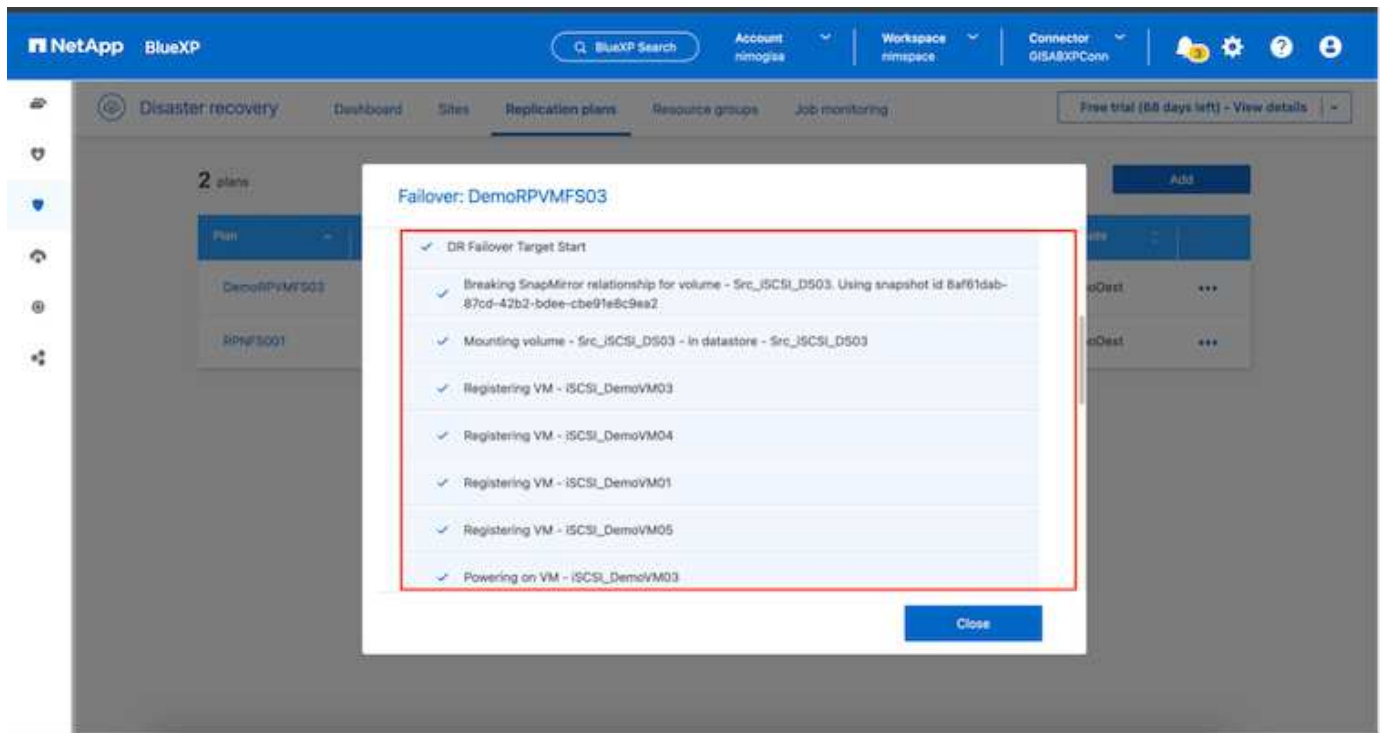 NetApp BlueXP
BlueXP Search
Account
nimogisa
Workspace
nimspace
Connector
GISABXPConn
3
Disaster recovery
Dashboard
Sites
Replication plans
Resource groups
Job monitoring
Free trial (68 days left) - View details
2 plans
Add
Failover: DemoRPVMFS03
Plan
DemoRPVMFS03
RPNFS001
DR Failover Target Start
Breaking SnapMirror relationship for volume - Src_iSCSI_DS03. Using snapshot id 8af61dab-
87cd-42b2-bdee-cbe91e8c9ea2
Mounting volume - Src_iSCSI_DS03 - in datastore - Src_iSCSI_DS03
Registering VM - iSCSI_DemoVM03
Registering VM - iSCSI_DemoVM04
Registering VM - iSCSI_DemoVM01
Registering VM - iSCSI_DemoVM05
Powering on VM - iSCSI_DemoVM03
Close